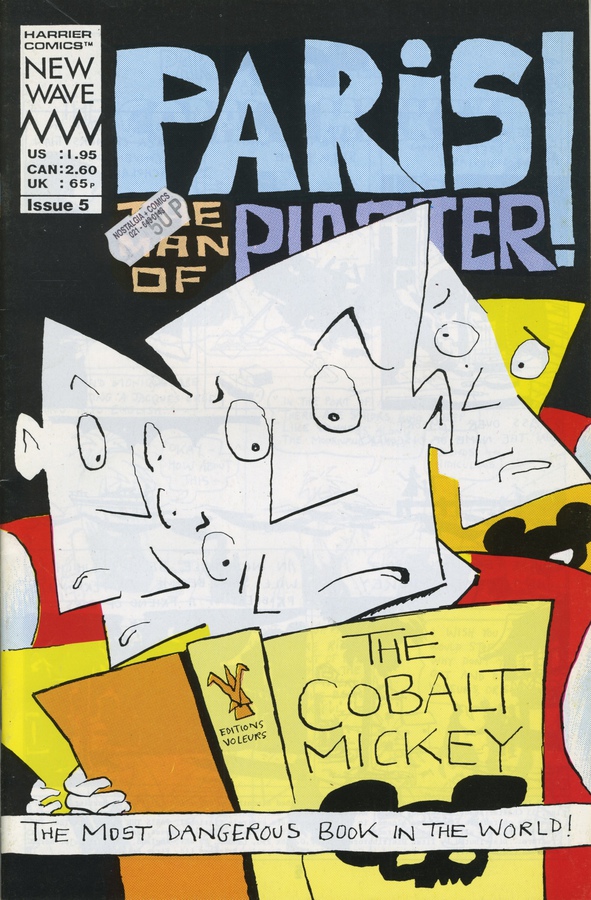 HARRIER
COMICS™
NEW
WAVE
US : 1.95
CAN: 2.60
UK : 65p
Issue 5
PARiS!
THE
MAN
OF
PLASTER!
NOSTALGIA & COMICS
50P
THE
COBALT
MICKEY
EDITIONS
VOLEURS
THE MOST DANGEROUS BOOK IN THE WORLD!